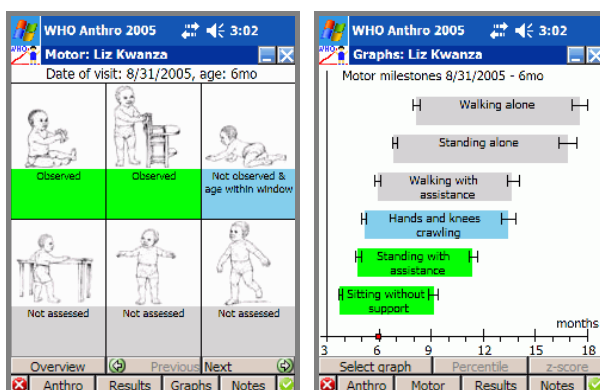 WHO Anthro 2005
3:02
WHO
Motor: Liz Kwanza
Date of visit: 8/31/2005, age: 6mo
Observed
Observed
Not observed &
age within window
Not assessed
Not assessed
Not assessed
Overview
Previous
Next
Anthro
Results
Graphs
Notes
WHO Anthro 2005
3:02
WHO
Graphs: Liz Kwanza
Motor milestones 8/31/2005 - 6mo
Walking alone
Standing alone
Walking with
assistance
Hands and knees
crawling
Standing with
assistance
Sitting without
support
months
3 6 9 12 15 18
Select graph
Percentile
z-score
Anthro
Motor
Results
Notes